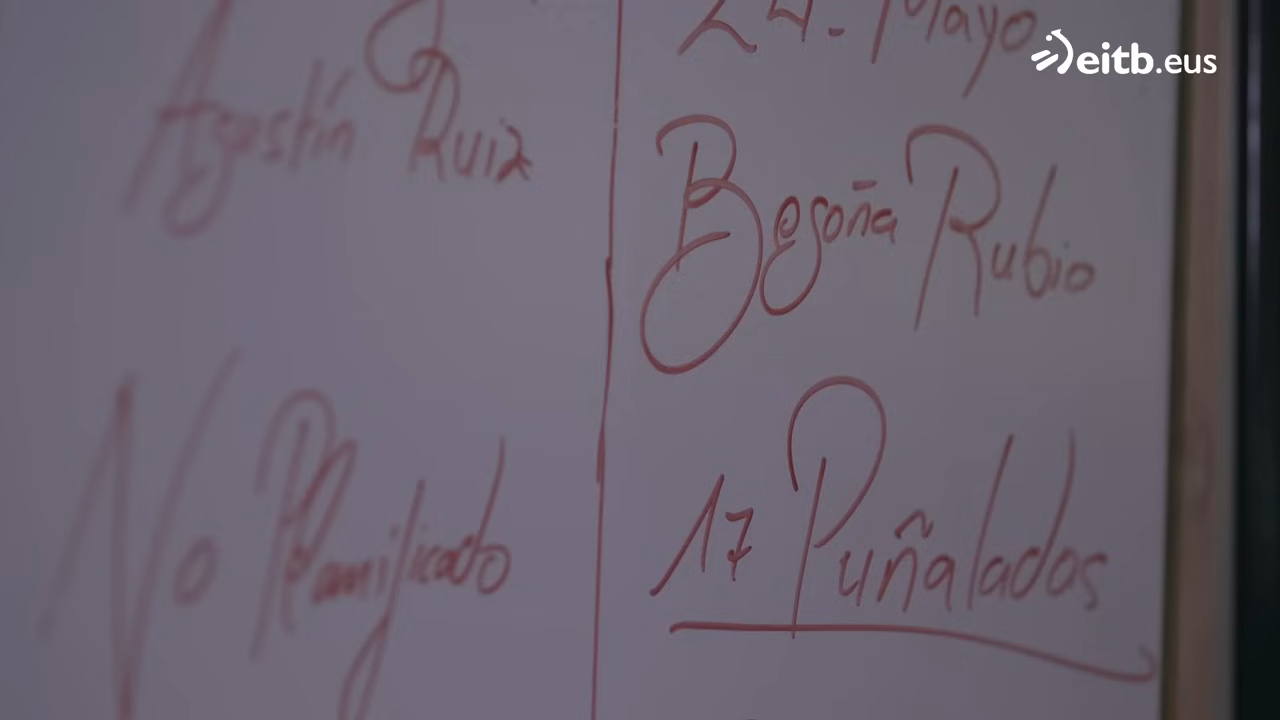 Agustín Ruiz
No Planificado
24. Mayo
Begoña Rubio
17 Puñaladas
eitb.eus